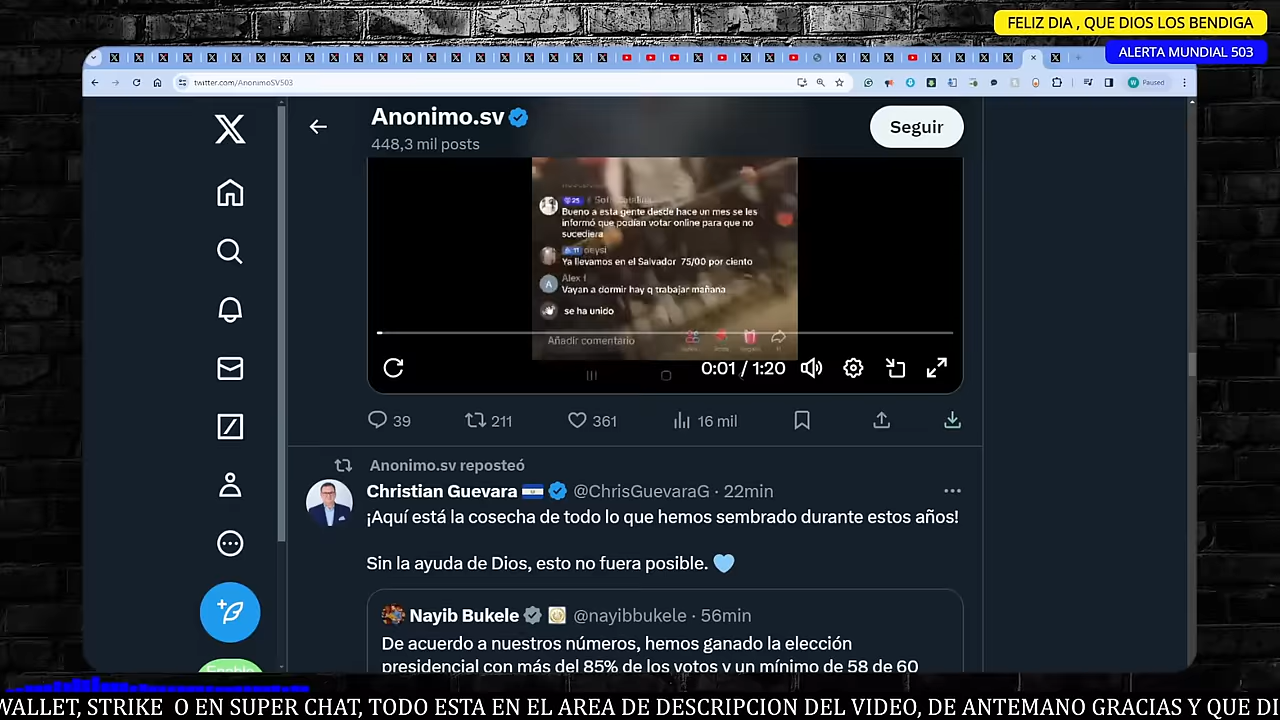 FELIZ DIA , QUE DIOS LOS BENDIGA
ALERTA MUNDIAL 503
twitter.com/AnonimoSV503
Paused
Anonimo.sv
448,3 mil posts
Seguir
25
Bueno a esta gente desde hace un mes se les
informó que podían votar online para que no
sucediera
11 deysi
Ya llevamos en el Salvador 75/00 por ciento
Alex f
Vayan a dormir hay q trabajar mañana
se ha unido
Añadir comentario
0:01 / 1:20
39
211
361
16 mil
Anonimo.sv reposteó
Christian Guevara @ChrisGuevaraG · 22min
¡Aquí está la cosecha de todo lo que hemos sembrado durante estos años!
Sin la ayuda de Dios, esto no fuera posible.
Nayib Bukele @nayibbukele · 56min
De acuerdo a nuestros números, hemos ganado la elección
presidencial con más del 85% de los votos y un mínimo de 58 de 60
Enable
WALLET, STRIKE O EN SUPER CHAT, TODO ESTA EN EL AREA DE DESCRIPCION DEL VIDEO, DE ANTEMANO GRACIAS Y QUE DI